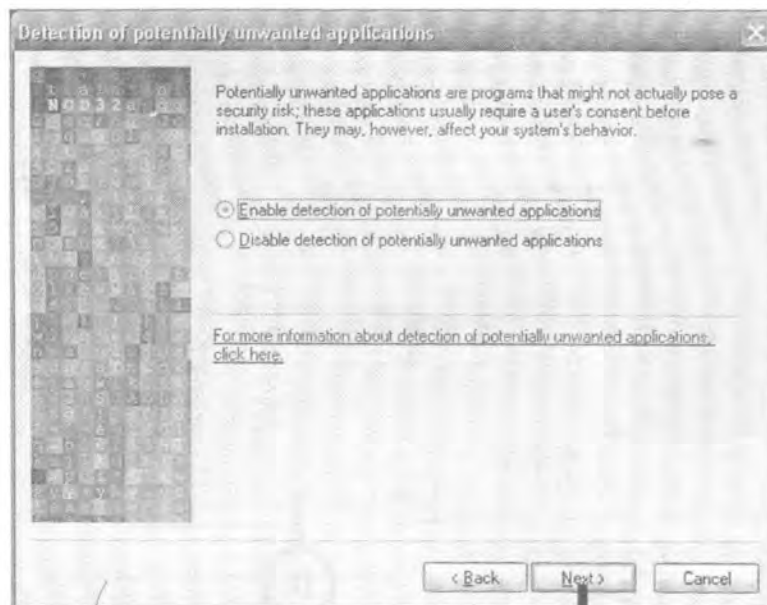 Detection of potentially unwanted applications
NOD32
Potentially unwanted applications are programs that might not actually pose a
security risk; these applications usually require a user's consent before
installation. They may, however, affect your system's behavior.
Enable detection of potentially unwanted applications
Disable detection of potentially unwanted applications
For more information about detection of potentially unwanted applications,
click here.
< Back
Next >
Cancel